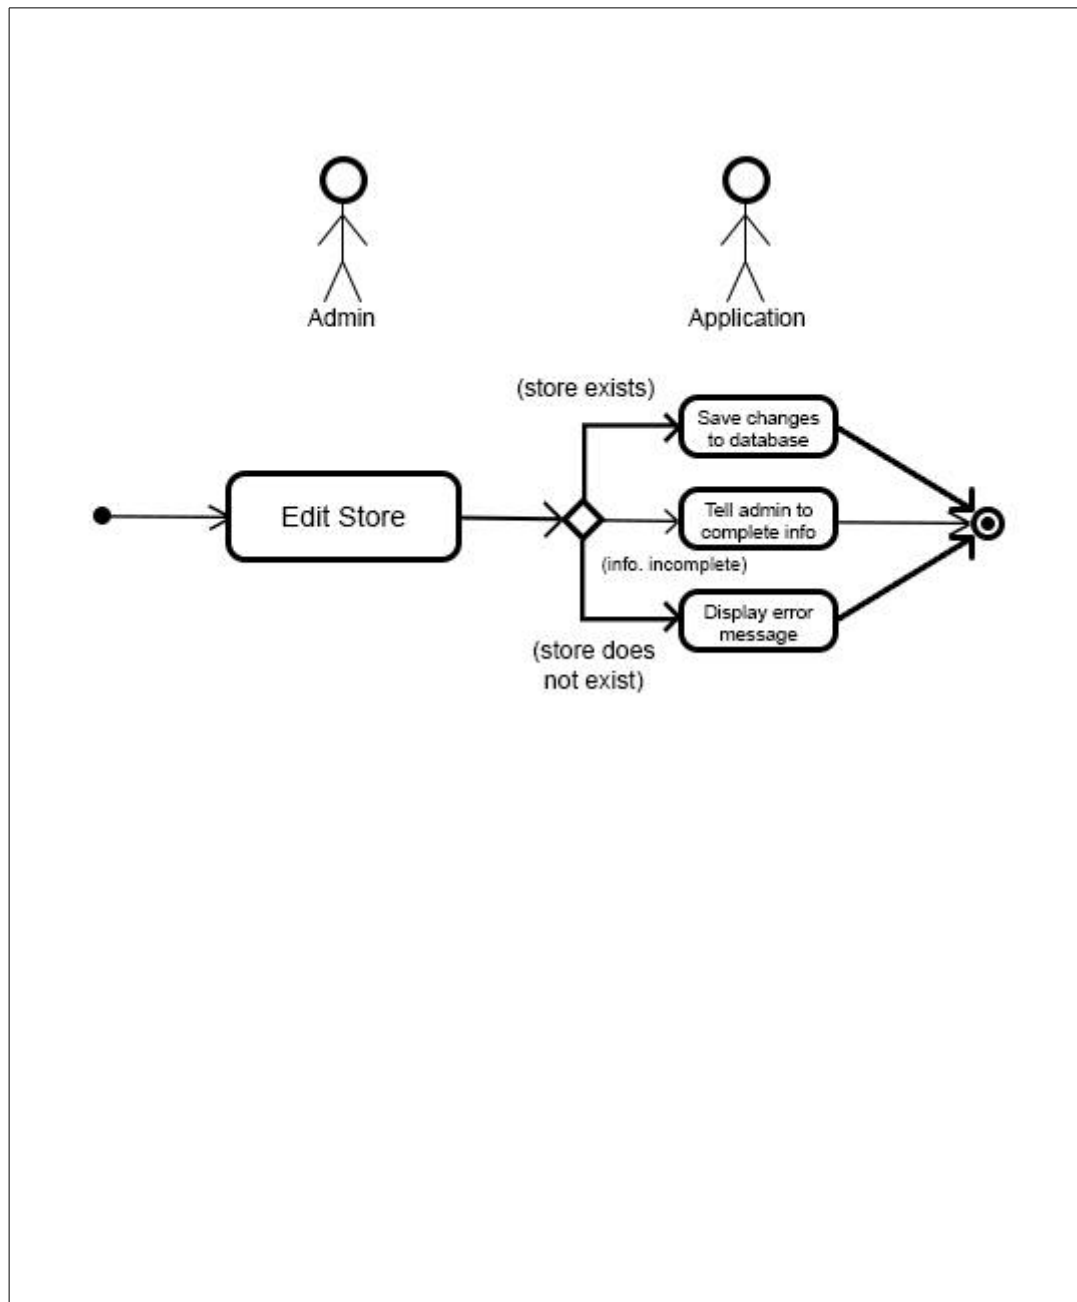 Admin
Application
(store exists)
Save changes
to database
Edit Store
Tell admin to
complete info
(info. incomplete)
Display error
message
(store does
not exist)